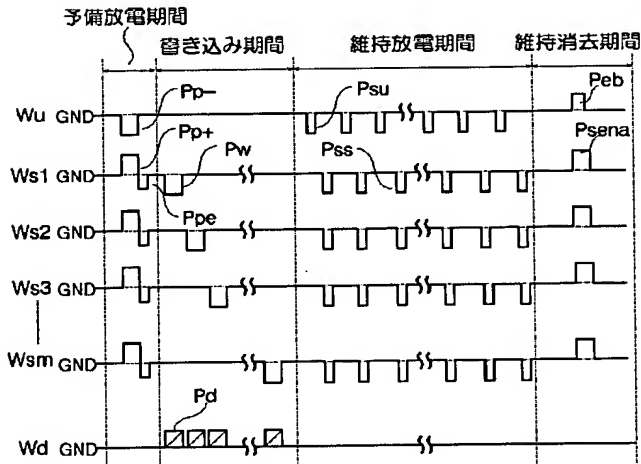 予備放電期間
書き込み期間
維持放電期間
維持消去期間
Wu GND
Pp−
Psu
Peb
Pp+
Pw
Pss
Psena
Ws1 GND
Ppe
Ws2 GND
Ws3 GND
Wsm GND
Pd
Wd GND